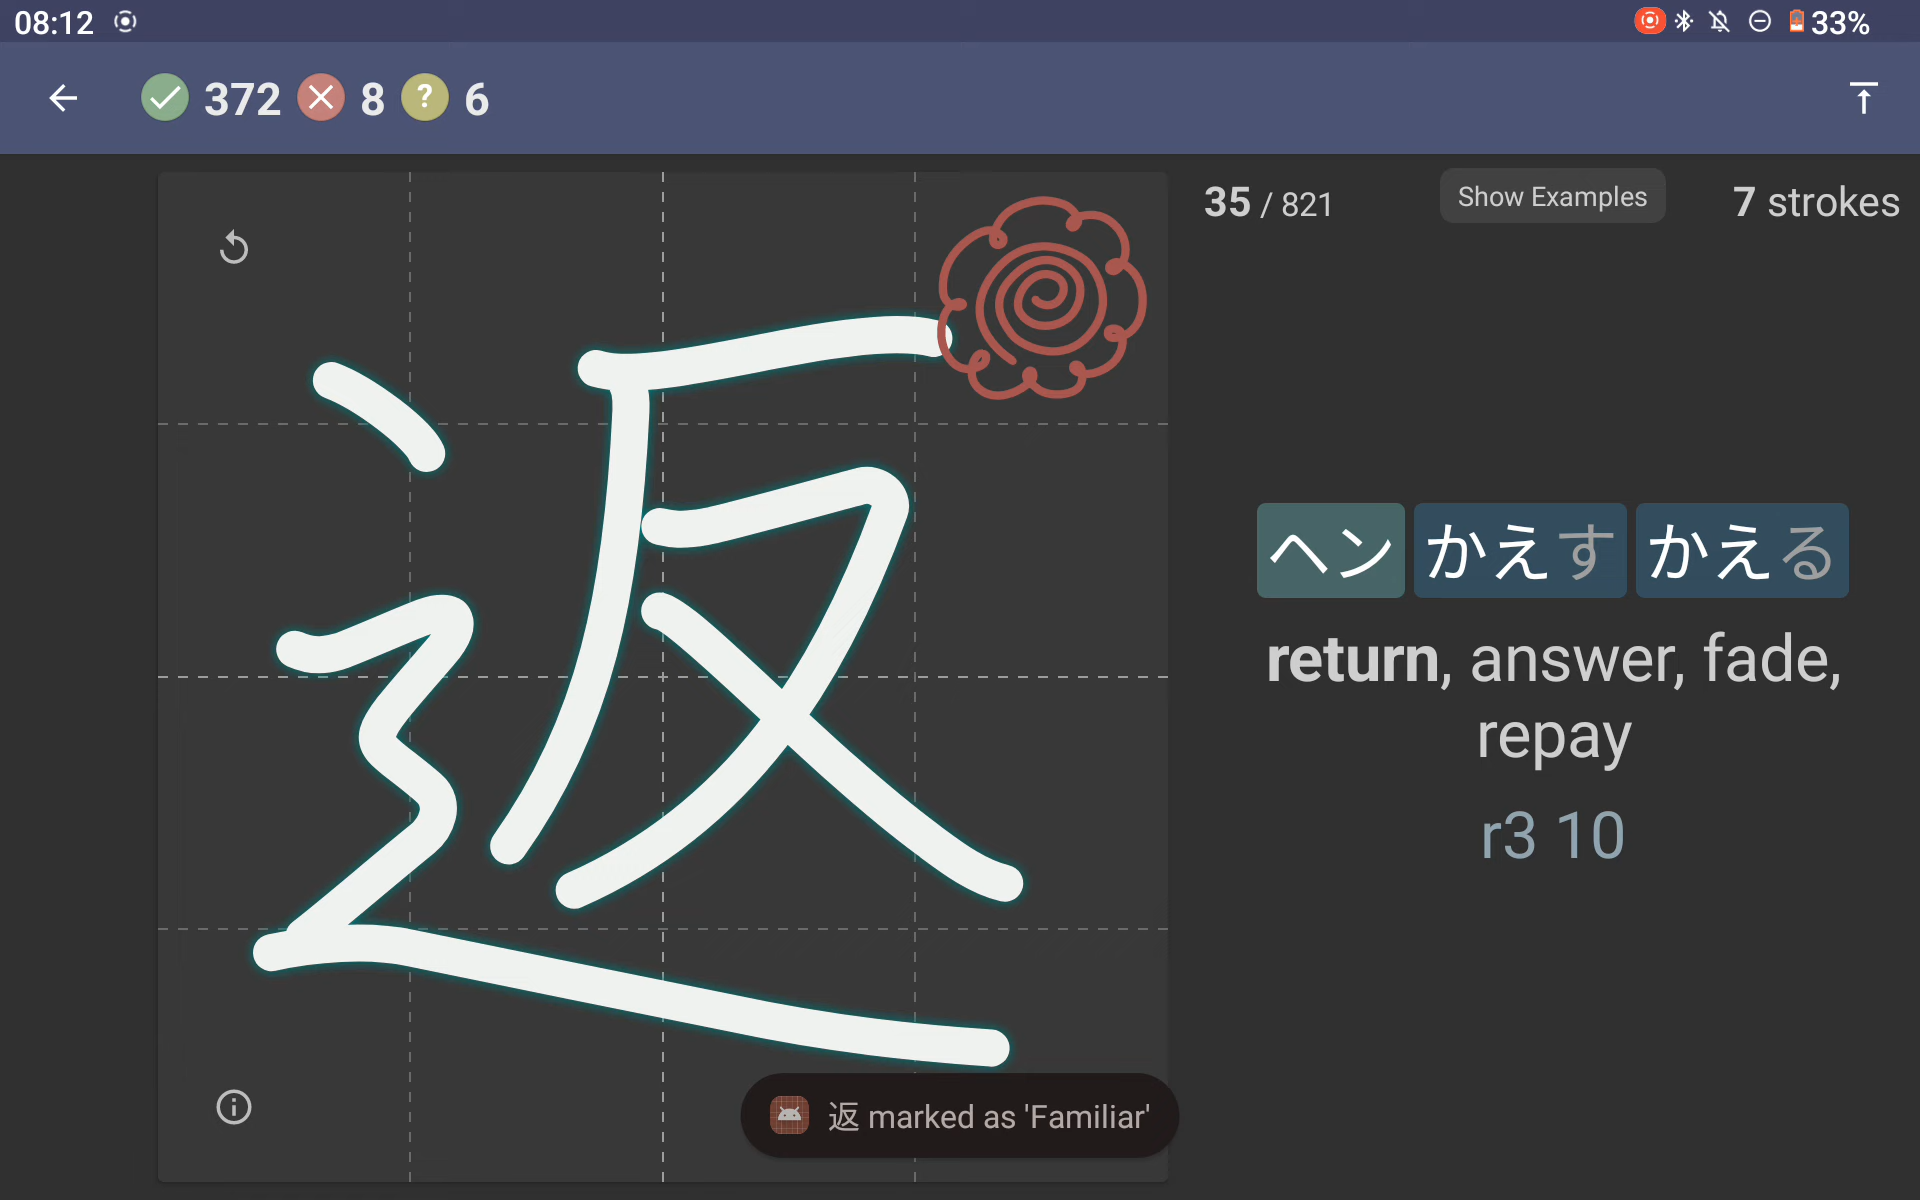 08:12 33%
372 8 ? 6
35 / 821 Show Examples 7 strokes
返
ヘン かえす かえる
return, answer, fade,
repay
r3 10
返 marked as 'Familiar'